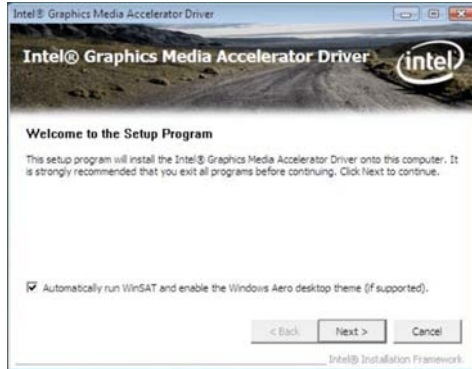 Intel® Graphics Media Accelerator Driver
Intel® Graphics Media Accelerator Driver
intel
Welcome to the Setup Program
This setup program will install the Intel® Graphics Media Accelerator Driver onto this computer. It
is strongly recommended that you exit all programs before continuing. Click Next to continue.
Automatically run WinSAT and enable the Windows Aero desktop theme (if supported).
< Back Next > Cancel
Intel® Installation Framework